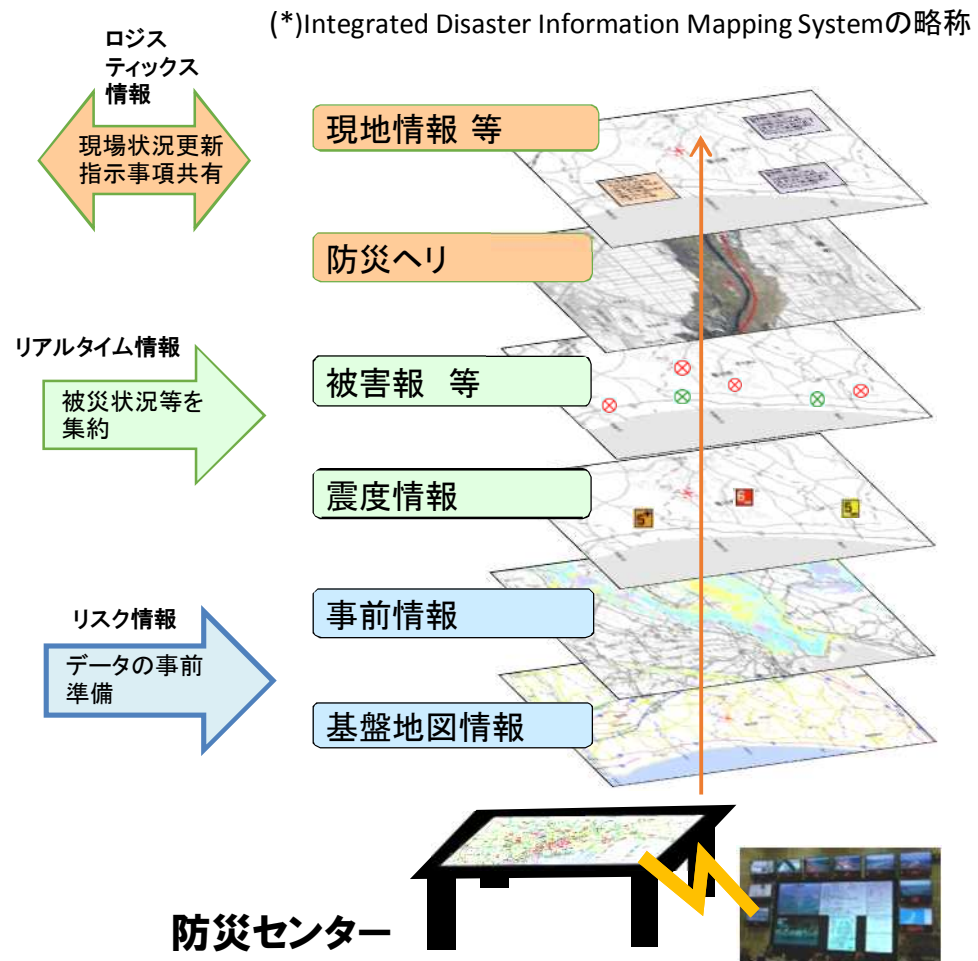 (*)Integrated Disaster Information Mapping Systemの略称
ロジス
ティックス
情報
現場状況更新
指示事項共有
現地情報 等
防災ヘリ
リアルタイム情報
被災状況等を
集約
被害報 等
震度情報
5+
6-
5-
リスク情報
データの事前
準備
事前情報
基盤地図情報
防災センター